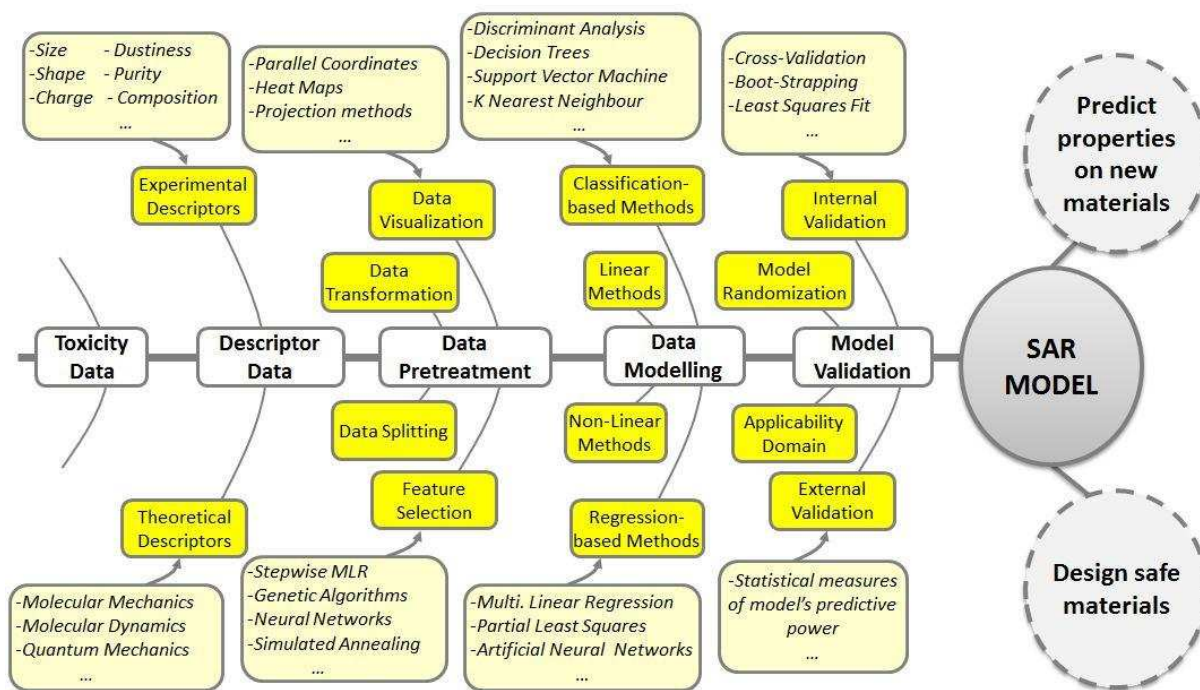 -Size - Dustiness
-Shape - Purity
-Charge - Composition
...
-Parallel Coordinates
-Heat Maps
-Projection methods
...
-Discriminant Analysis
-Decision Trees
-Support Vector Machine
-K Nearest Neighbour
...
-Cross-Validation
-Boot-Strapping
-Least Squares Fit
...
Predict
properties
on new
materials
Experimental
Descriptors
Data
Visualization
Classification-
based Methods
Internal
Validation
Data
Transformation
Linear
Methods
Model
Randomization
Toxicity
Data
Descriptor
Data
Data
Pretreatment
Data
Modelling
Model
Validation
SAR
MODEL
Data Splitting
Non-Linear
Methods
Applicability
Domain
Theoretical
Descriptors
Feature
Selection
Regression-
based Methods
External
Validation
-Molecular Mechanics
-Molecular Dynamics
-Quantum Mechanics
...
-Stepwise MLR
-Genetic Algorithms
-Neural Networks
-Simulated Annealing
...
-Multi. Linear Regression
-Partial Least Squares
-Artificial Neural Networks
...
-Statistical measures
of model's predictive
power
...
Design safe
materials